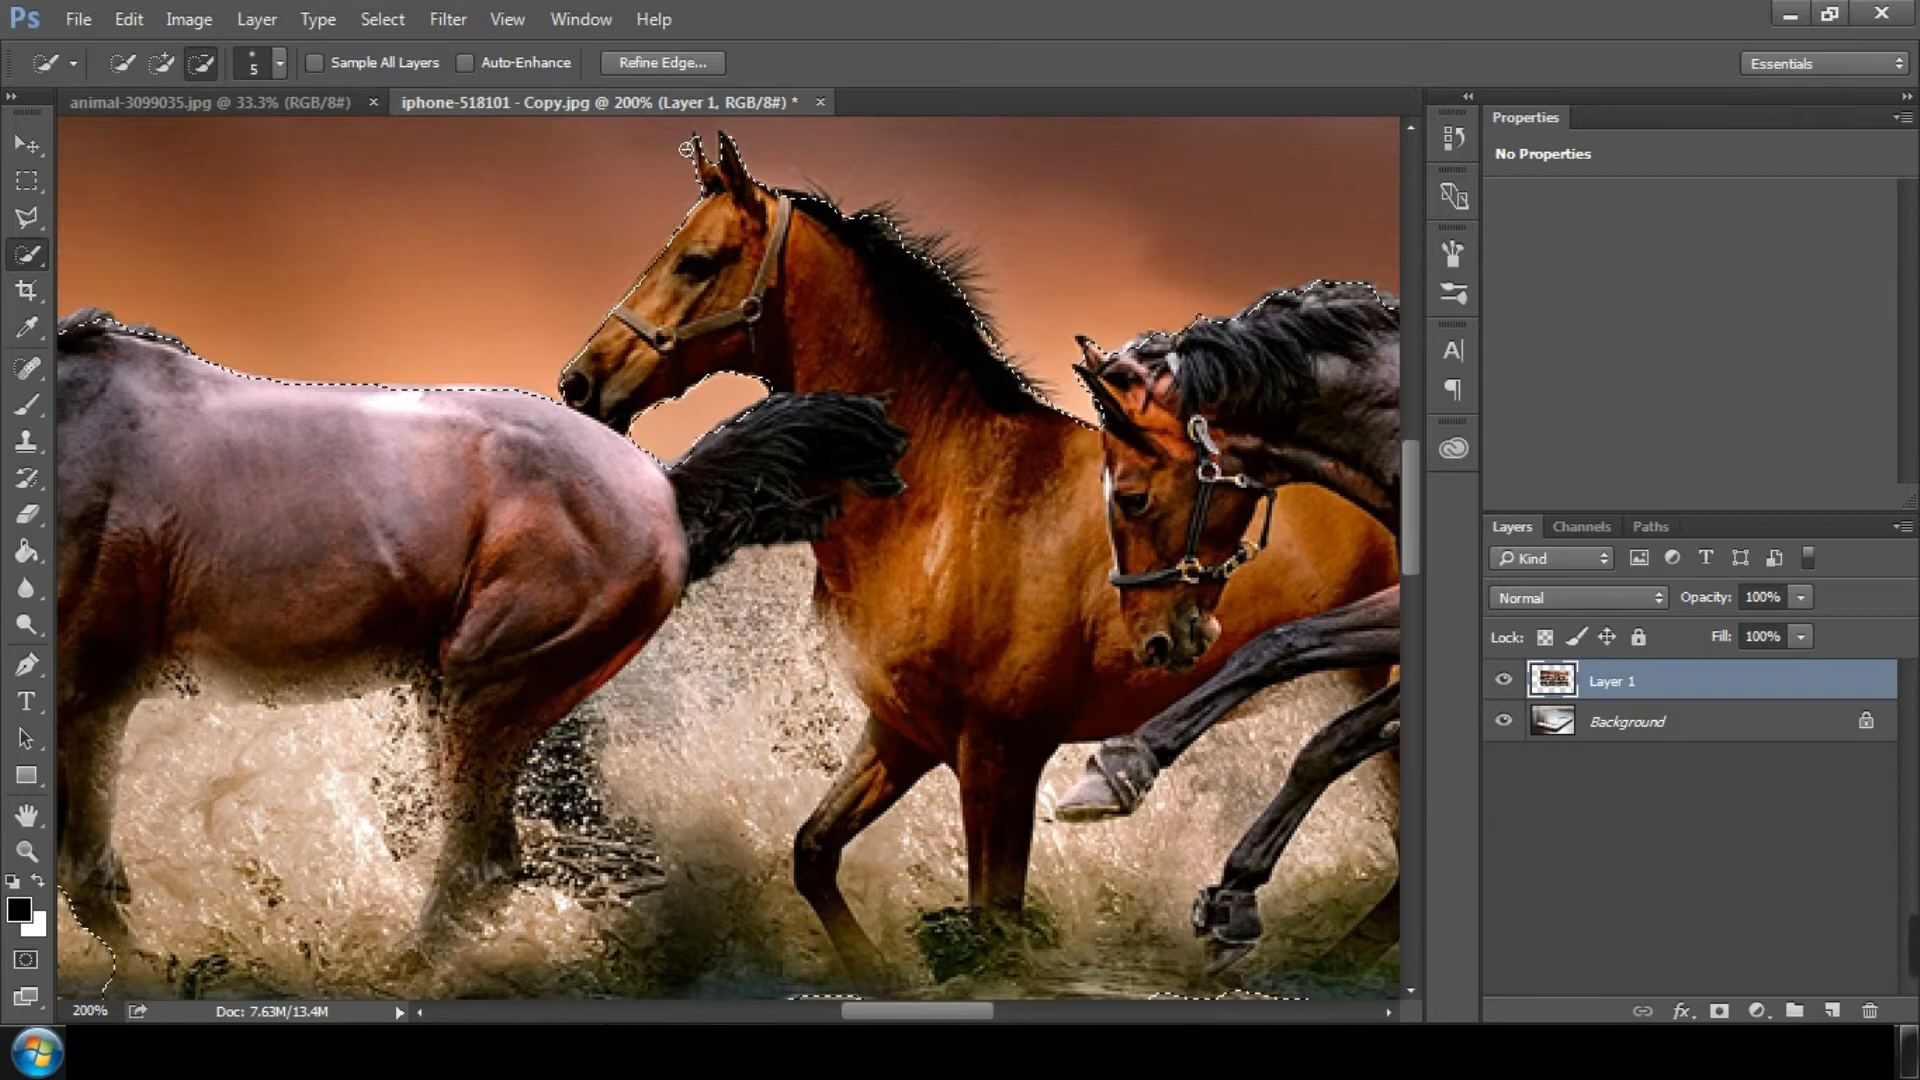 Ps File Edit Image Layer Type Select Filter View Window Help
5 Sample All Layers Auto-Enhance Refine Edge... Essentials
animal-3099035.jpg @ 33.3% (RGB/8#) × iphone-518101 - Copy.jpg @ 200% (Layer 1, RGB/8#) * ×
Properties
No Properties
Layers Channels Paths
Kind
Normal Opacity: 100%
Lock: Fill: 100%
Layer 1
Background
200% Doc: 7.63M/13.4M